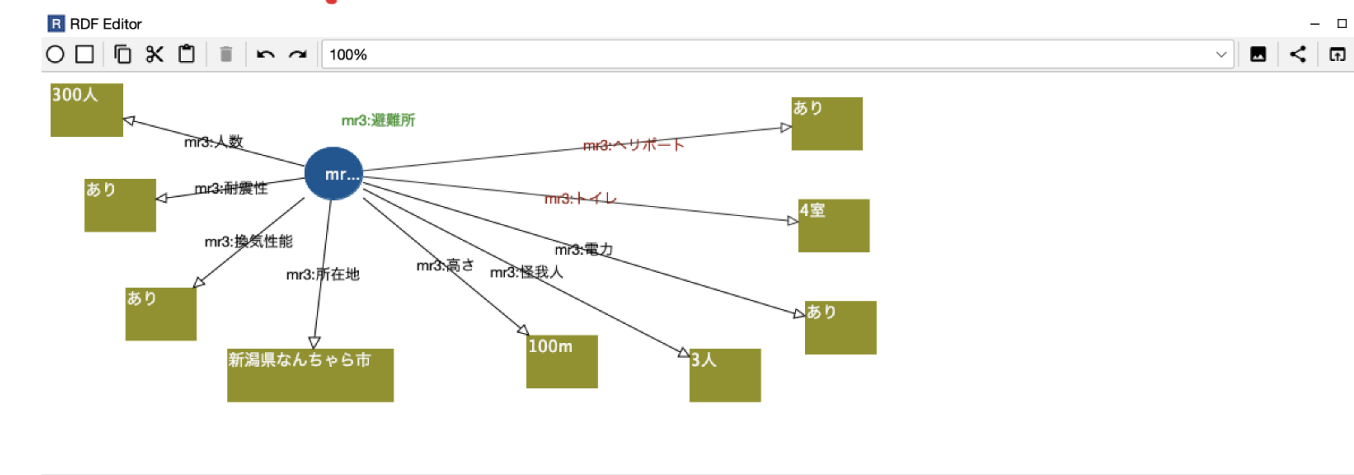 RDF Editor
100%
300人
mr3:避難所
あり
mr3:人数
mr3:ヘリポート
mr...
あり
mr3:耐震性
mr3:トイレ
4室
mr3:換気性能
mr3:電力
mr3:所在地
mr3:高さ
mr3:怪我人
あり
あり
新潟県なんちゃら市
100m
3人